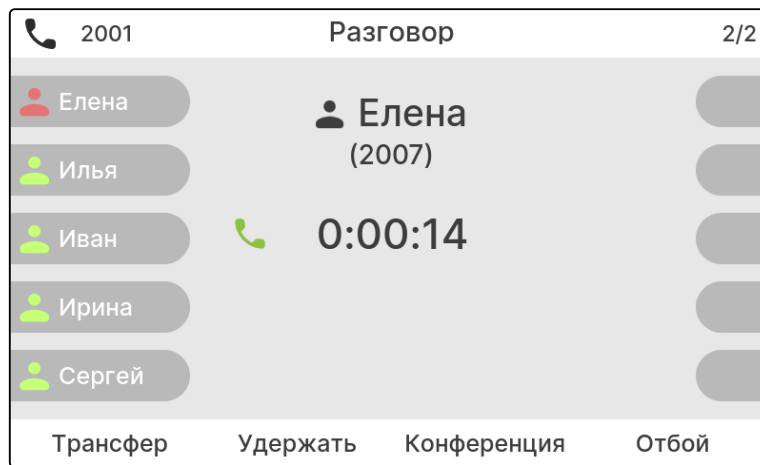 2001 Разговор 2/2
Елена
Илья
Иван
Ирина
Сергей
Елена
(2007)
0:00:14
Трансфер Удержать Конференция Отбой